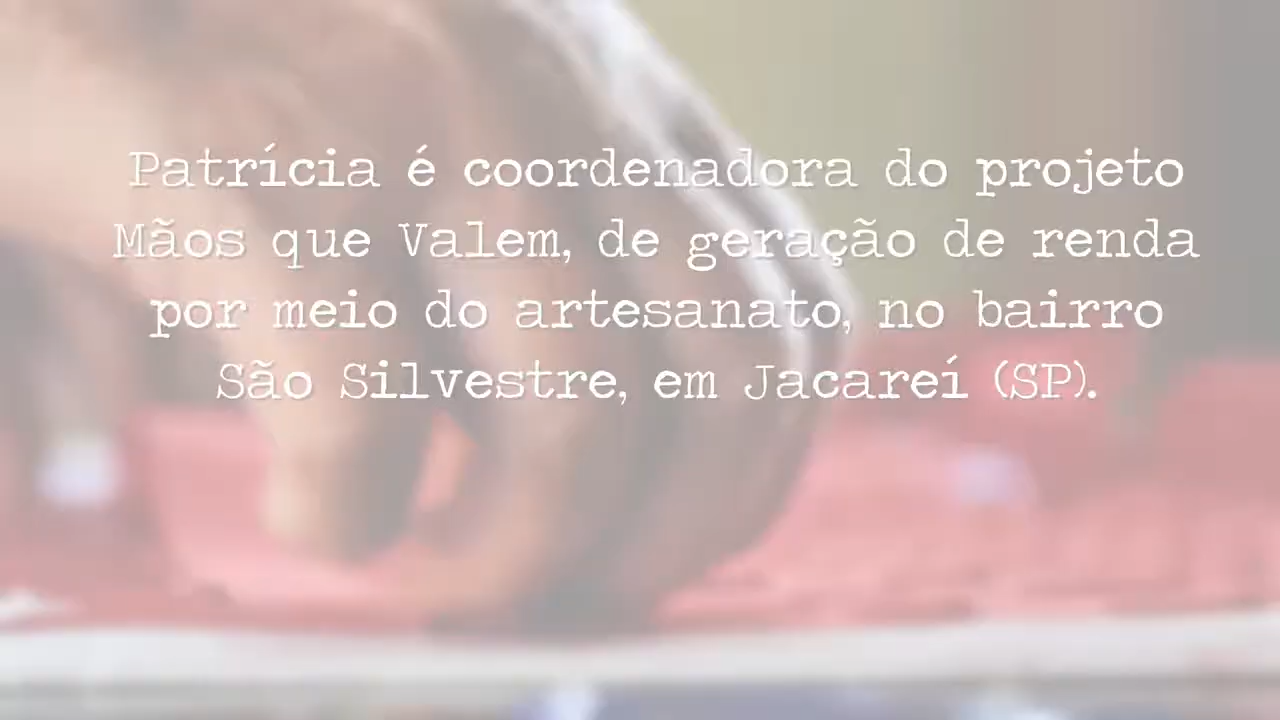 Patrícia é coordenadora do projeto
Mãos que Valem, de geração de renda
por meio do artesanato, no bairro
São Silvestre, em Jacareí (SP).